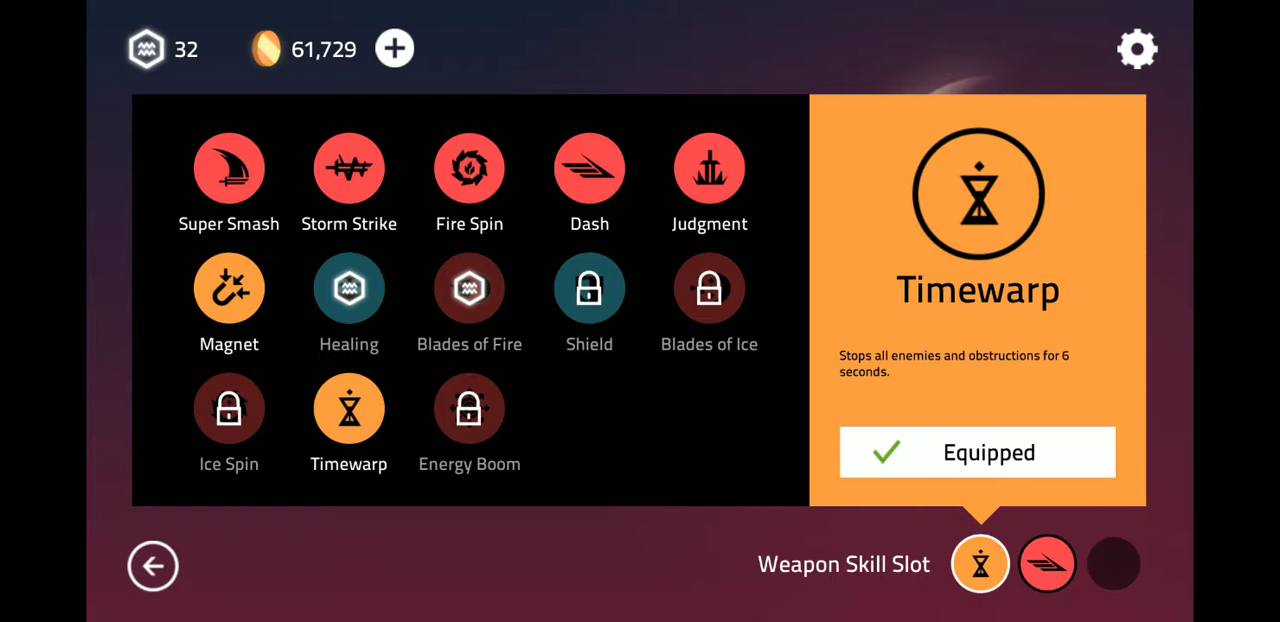 32
61,729
Super Smash
Storm Strike
Fire Spin
Dash
Judgment
Magnet
Healing
Blades of Fire
Shield
Blades of Ice
Ice Spin
Timewarp
Energy Boom
Timewarp
Stops all enemies and obstructions for 6
seconds.
Equipped
Weapon Skill Slot